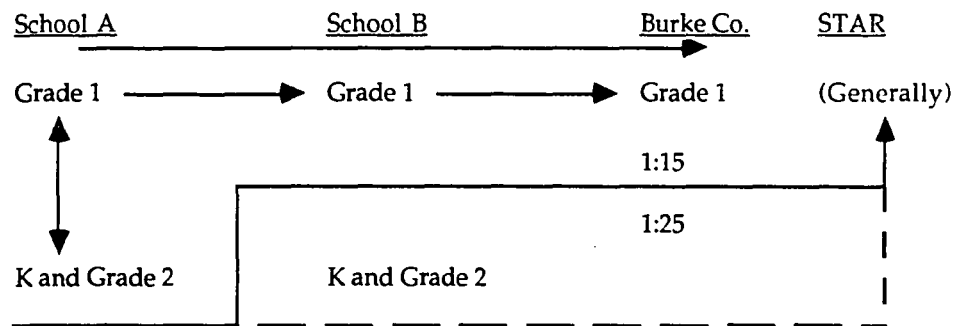 School A School B Burke Co. STAR
Grade 1 Grade 1 Grade 1 (Generally)
1:15
1:25
K and Grade 2 K and Grade 2